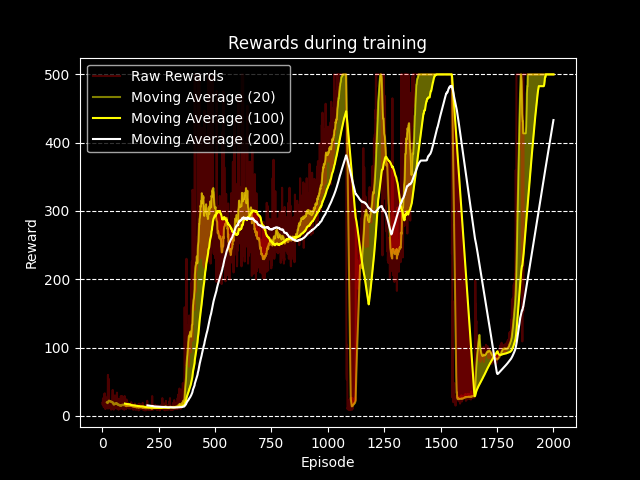 Rewards during training
Raw Rewards
Moving Average (20)
Moving Average (100)
Moving Average (200)
500
400
300
200
100
0
Reward
0 250 500 750 1000 1250 1500 1750 2000
Episode